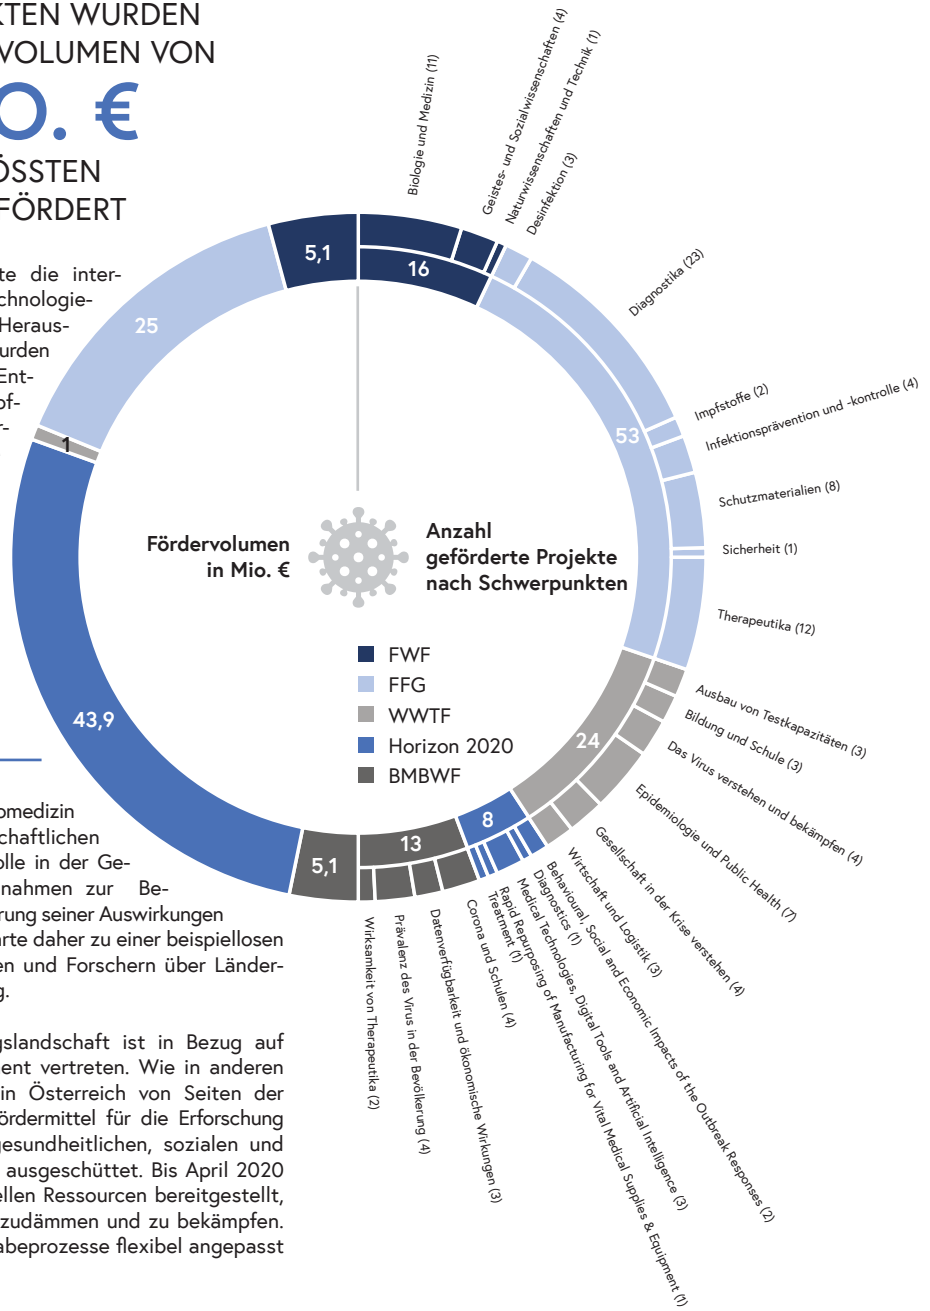 KTEN WURDEN
VOLUMEN VON
O. €
ÖSSTEN
FÖRDERT
te die inter-
chnologie-
Heraus-
urden
Ent-
pf-
r-
Biologie und Medizin (11)
Geistes- und Sozialwissenschaften (4)
Naturwissenschaften und Technik (1)
Desinfektion (3)
Diagnostika (23)
Impfstoffe (2)
Infektionsprävention und -kontrolle (4)
Schutzmaterialien (8)
Sicherheit (1)
Therapeutika (12)
Ausbau von Testkapazitäten (3)
Bildung und Schule (3)
Das Virus verstehen und bekämpfen (4)
Epidemiologie und Public Health (7)
Gesellschaft in der Krise verstehen (4)
Wirtschaft und Logistik (3)
Behavioural, Social and Economic Impacts of the Outbreak Responses (2)
Diagnostics (1)
Medical Technologies, Digital Tools and Artificial Intelligence (3)
Rapid Repurposing of Manufacturing for Vital Medical Supplies & Equipment (1)
Treatment (1)
Corona und Schulen (4)
Datenverfügbarkeit und ökonomische Wirkungen (3)
Prävalenz des Virus in der Bevölkerung (4)
Wirksamkeit von Therapeutika (2)
5,1
16
25
53
1
43,9
24
8
13
5,1
Fördervolumen
in Mio. €
Anzahl
geförderte Projekte
nach Schwerpunkten
FWF
FFG
WWTF
Horizon 2020
BMBWF
omedizin
chaftlichen
olle in der Ge-
nahmen zur Be-
rung seiner Auswirkungen
rte daher zu einer beispiellosen
en und Forschern über Länder-
g.
gslandschaft ist in Bezug auf
ent vertreten. Wie in anderen
in Österreich von Seiten der
ördermittel für die Erforschung
gesundheitlichen, sozialen und
ausgeschüttet. Bis April 2020
ellen Ressourcen bereitgestellt,
zudämmen und zu bekämpfen.
abeprozesse flexibel angepasst